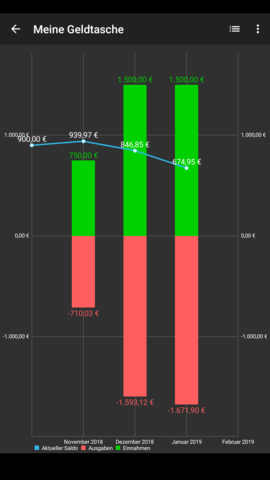 Meine Geldtasche
1.500,00 € 1.500,00 €
1.000,00 € 1.000,00 €
900,00 € 939,97 € 846,85 € 674,95 €
750,00 €
0,00 € 0,00 €
-710,03 €
-1.000,00 € -1.000,00 €
-1.593,12 € -1.671,90 €
November 2018 Dezember 2018 Januar 2019 Februar 2019
Aktueller Saldo Ausgaben Einnahmen